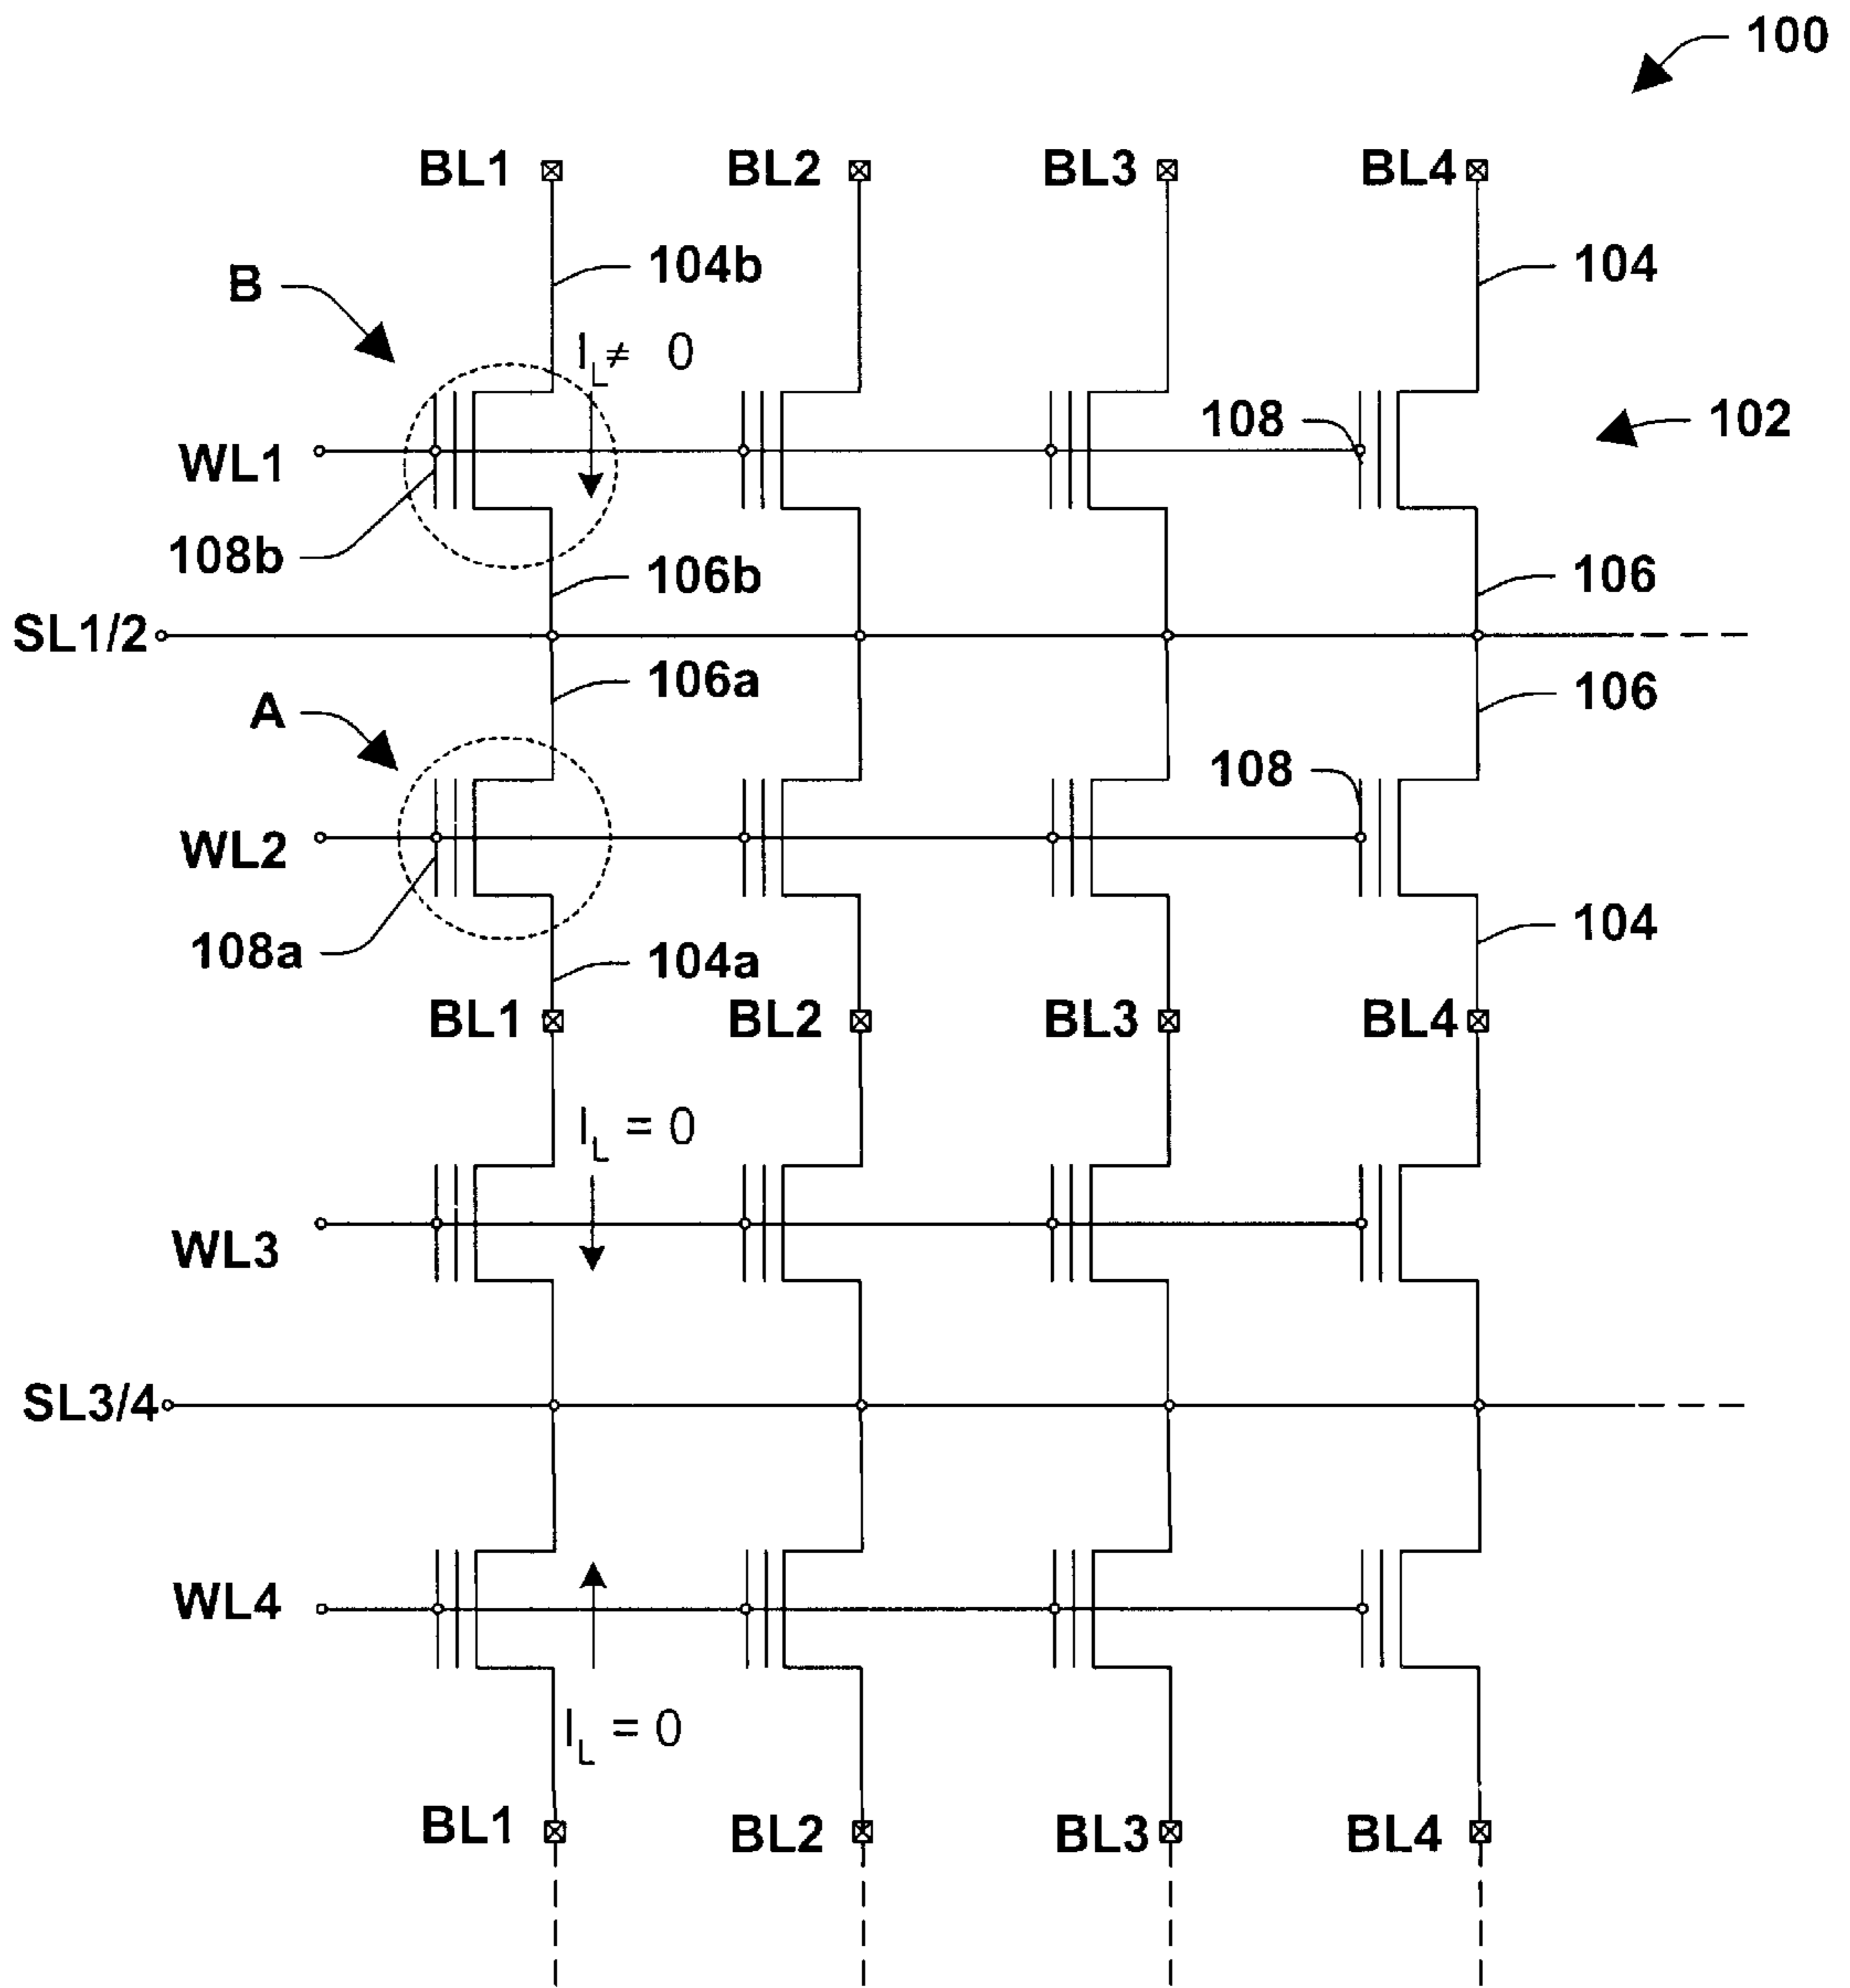 100
BL1 BL2 BL3 BL4
104b 104
B
I_L ≠ 0
108 102
WL1
108b
106b 106
SL1/2
106a 106
A
108
WL2
108a 104a 104
BL1 BL2 BL3 BL4
I_L = 0
WL3
SL3/4
WL4
I_L = 0
BL1 BL2 BL3 BL4